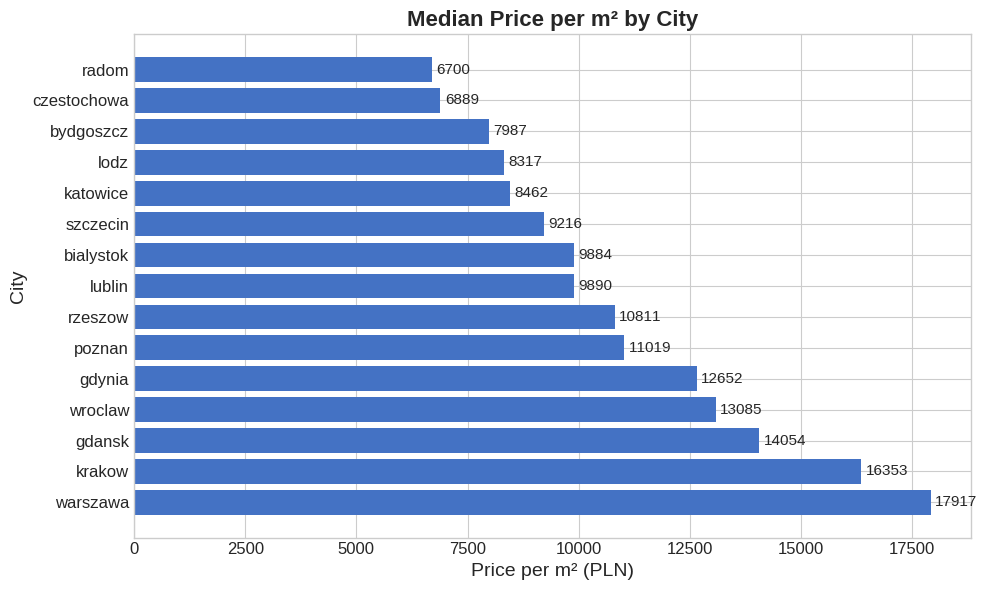 Median Price per m² by City
City
radom 6700
czestochowa 6889
bydgoszcz 7987
lodz 8317
katowice 8462
szczecin 9216
bialystok 9884
lublin 9890
rzeszow 10811
poznan 11019
gdynia 12652
wroclaw 13085
gdansk 14054
krakow 16353
warszawa 17917
0 2500 5000 7500 10000 12500 15000 17500
Price per m² (PLN)